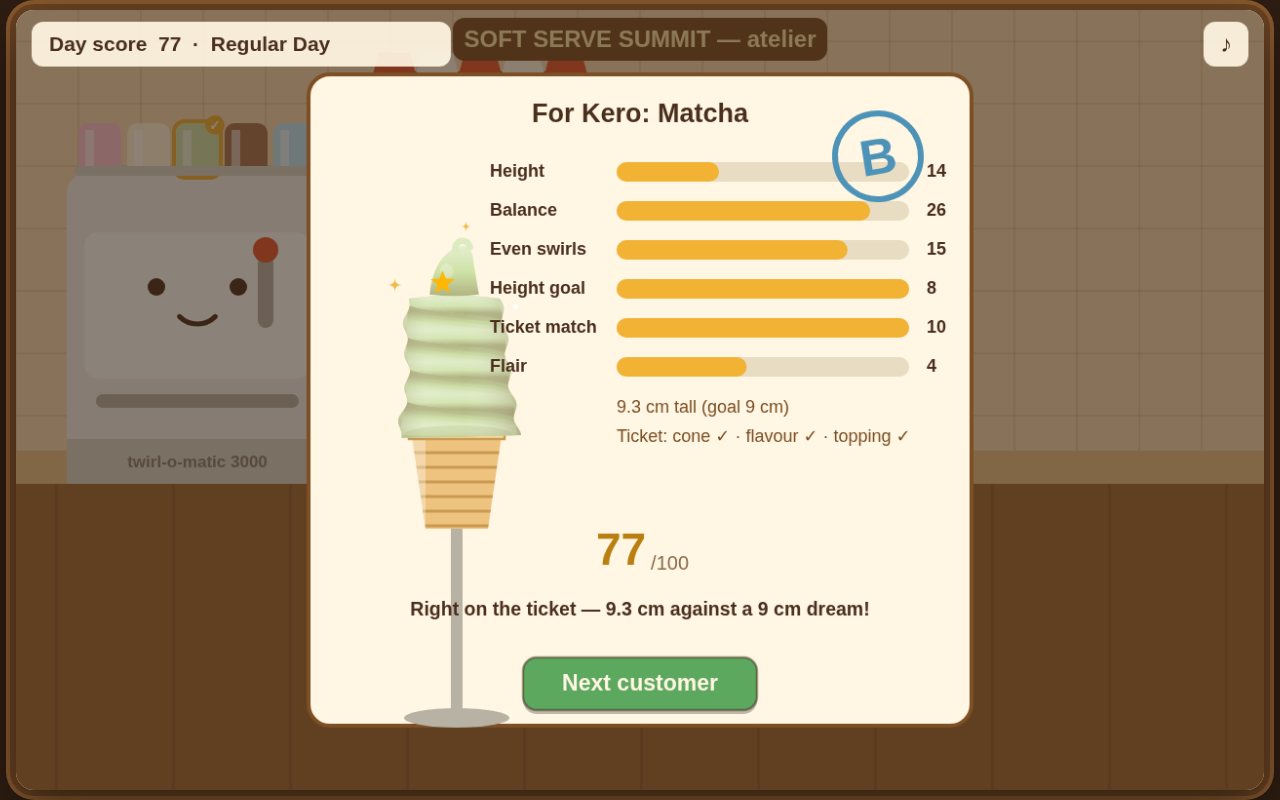 Day score 77 · Regular Day
SOFT SERVE SUMMIT — atelier
♪
For Kero: Matcha
B
Height 14
Balance 26
Even swirls 15
Height goal 8
Ticket match 10
Flair 4
9.3 cm tall (goal 9 cm)
Ticket: cone ✓ · flavour ✓ · topping ✓
twirl-o-matic 3000
77 /100
Right on the ticket — 9.3 cm against a 9 cm dream!
Next customer